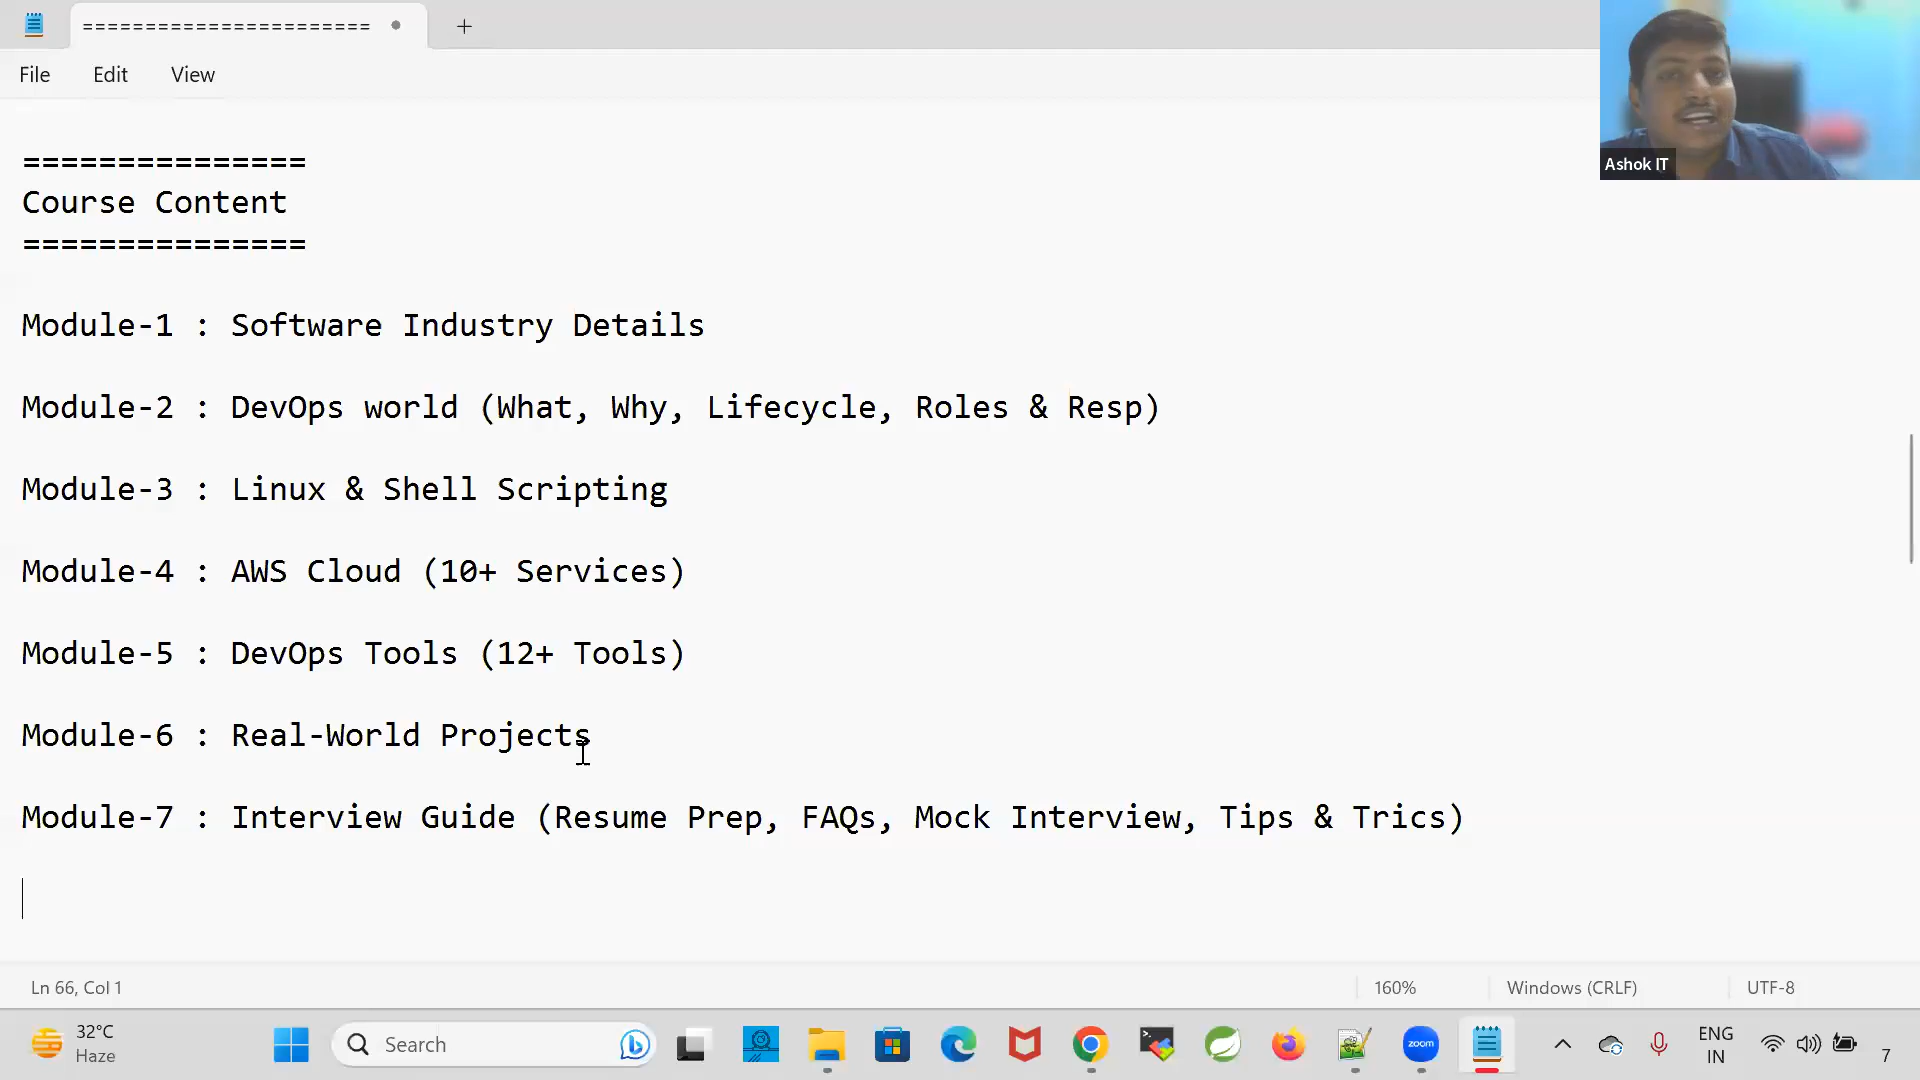 =======================
File Edit View
Ashok IT
===============
Course Content
===============
Module-1 : Software Industry Details
Module-2 : DevOps world (What, Why, Lifecycle, Roles & Resp)
Module-3 : Linux & Shell Scripting
Module-4 : AWS Cloud (10+ Services)
Module-5 : DevOps Tools (12+ Tools)
Module-6 : Real-World Projects
Module-7 : Interview Guide (Resume Prep, FAQs, Mock Interview, Tips & Trics)
Ln 66, Col 1 160% Windows (CRLF) UTF-8
32°C
Haze
Search
zoom
ENG
IN
7